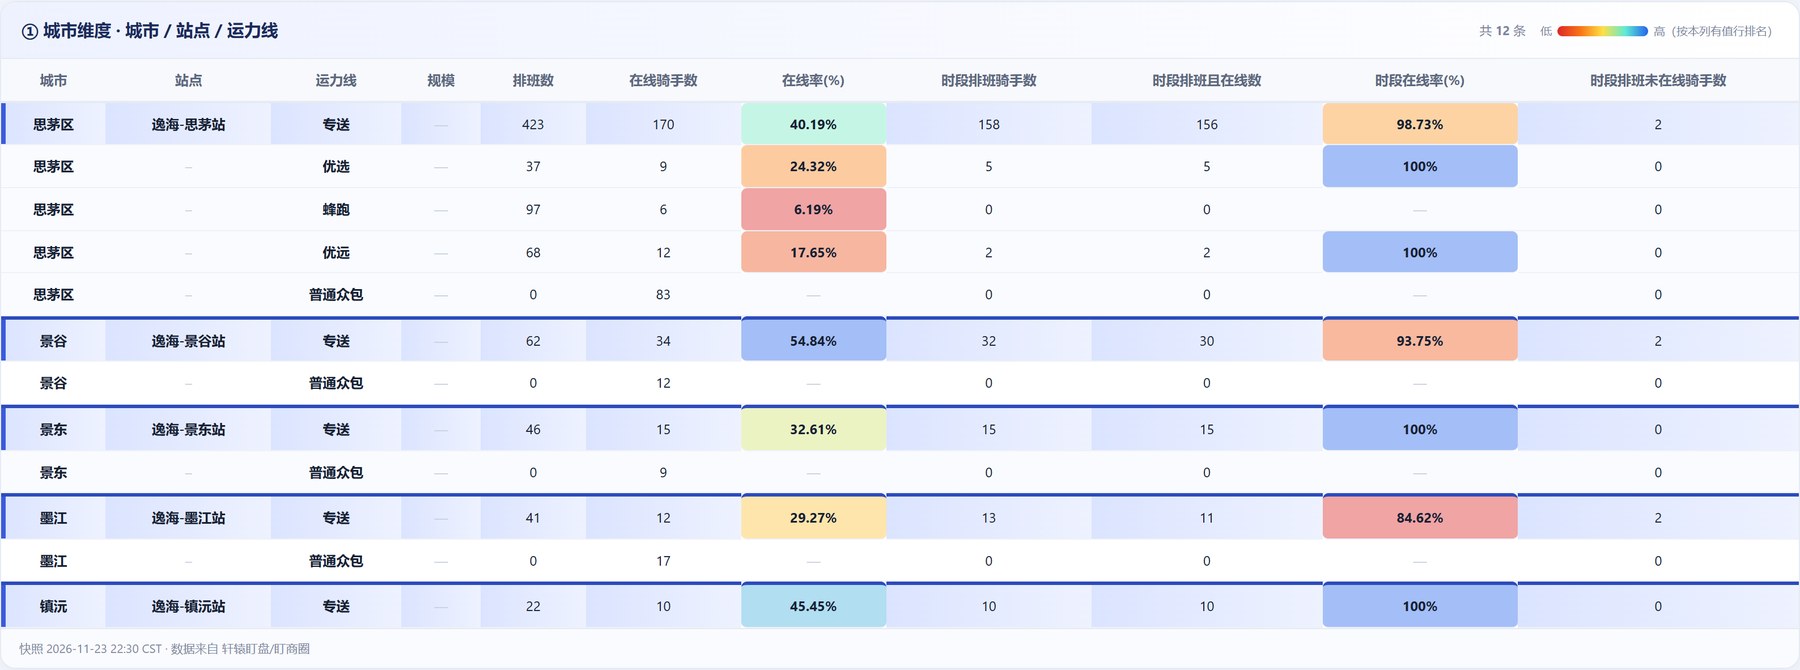 ① 城市维度 · 城市 / 站点 / 运力线
共 12 条 低 高 (按本列有值行排名)
城市 站点 运力线 规模 排班数 在线骑手数 在线率(%) 时段排班骑手数 时段排班且在线数 时段在线率(%) 时段排班未在线骑手数
思茅区 逸海-思茅站 专送 — 423 170 40.19% 158 156 98.73% 2
思茅区 – 优选 — 37 9 24.32% 5 5 100% 0
思茅区 – 蜂跑 — 97 6 6.19% 0 0 — 0
思茅区 – 优远 — 68 12 17.65% 2 2 100% 0
思茅区 – 普通众包 — 0 83 — 0 0 — 0
景谷 逸海-景谷站 专送 — 62 34 54.84% 32 30 93.75% 2
景谷 – 普通众包 — 0 12 — 0 0 — 0
景东 逸海-景东站 专送 — 46 15 32.61% 15 15 100% 0
景东 – 普通众包 — 0 9 — 0 0 — 0
墨江 逸海-墨江站 专送 — 41 12 29.27% 13 11 84.62% 2
墨江 – 普通众包 — 0 17 — 0 0 — 0
镇沅 逸海-镇沅站 专送 — 22 10 45.45% 10 10 100% 0
快照 2026-11-23 22:30 CST · 数据来自 轩辕盯盘/盯商圈